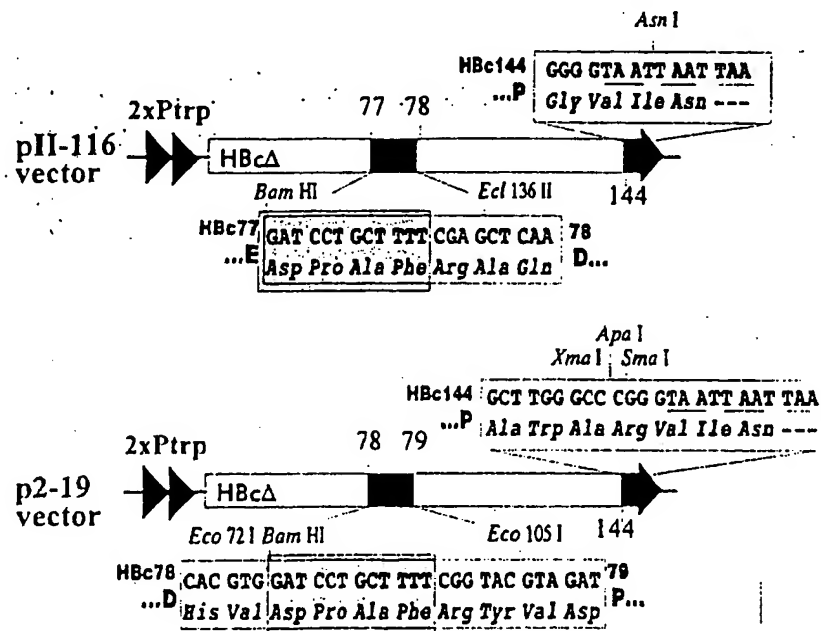 Asn I
HBc144 GGG GTA ATT AAT TAA
...P Gly Val Ile Asn ---
2xPtrp 77 78
pII-116 vector
HBcΔ
Bam HI Ecl 136 II 144
HBc77 GAT CCT GCT TTT CGA GCT CAA 78
...E Asp Pro Ala Phe Arg Ala Gln D...
Apa I
Xma I Sma I
HBc144 GCT TGG GCC CGG GTA ATT AAT TAA
...P Ala Trp Ala Arg Val Ile Asn ---
2xPtrp 78 79
p2-19 vector
HBcΔ
Eco 72 I Bam HI Eco 105 I 144
HBc78 CAC GTG GAT CCT GCT TTT CGG TAC GTA GAT 79
...D His Val Asp Pro Ala Phe Arg Tyr Val Asp P...